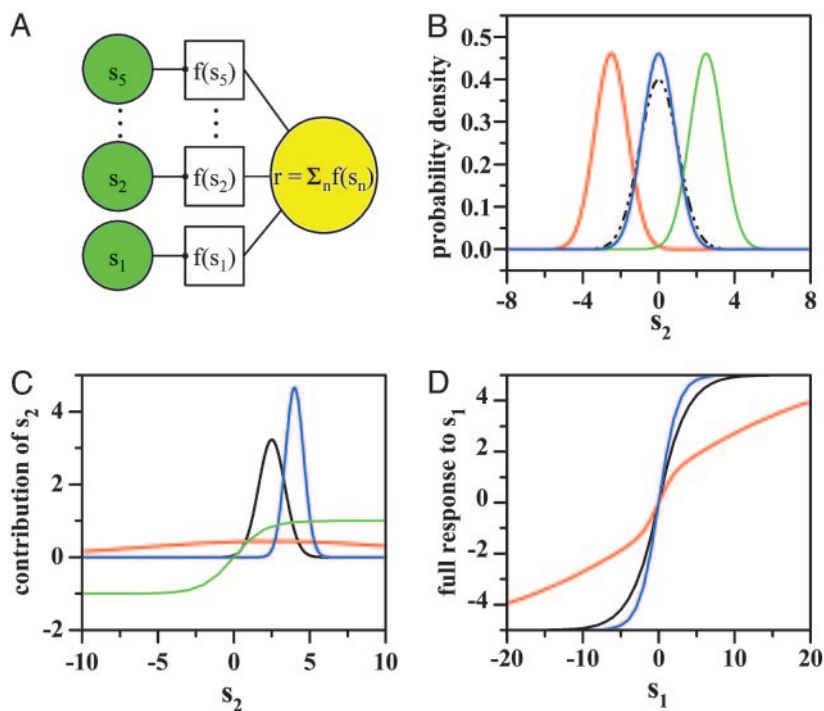 A
s5
f(s5)
s2
f(s2)
r = Σn f(sn)
s1
f(s1)
B
probability density
0.5
0.4
0.3
0.2
0.1
0.0
-8 -4 0 4 8
s2
C
contribution of s2
4
2
0
-2
-10 -5 0 5 10
s2
D
full response to s1
4
2
0
-2
-4
-20 -10 0 10 20
s1